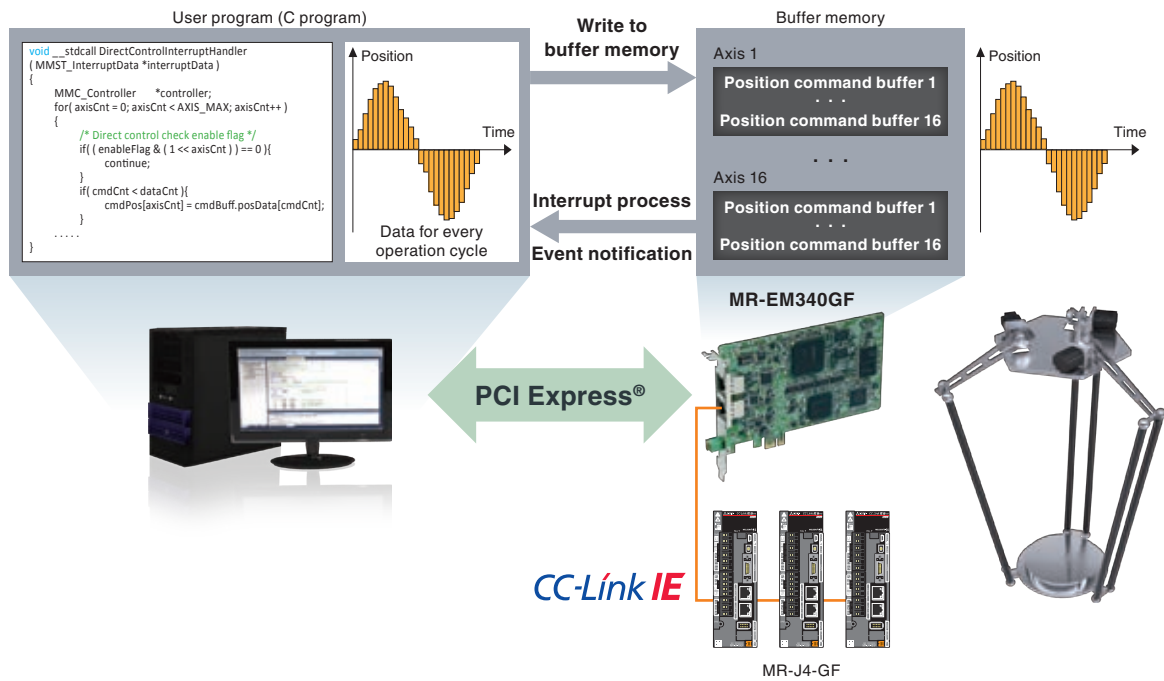 User program (C program)
void __stdcall DirectControlInterruptHandler
( MMST_InterruptData *interruptData )
{
MMC_Controller *controller;
for( axisCnt = 0; axisCnt < AXIS_MAX; axisCnt++ )
{
/* Direct control check enable flag */
if( ( enableFlag & ( 1 << axisCnt ) ) == 0 ){
continue;
}
if( cmdCnt < dataCnt ){
cmdPos[axisCnt] = cmdBuff.posData[cmdCnt];
}
. . . . .
}
Position
Time
Data for every
operation cycle
Write to
buffer memory
Interrupt process
Event notification
Buffer memory
Axis 1
Position command buffer 1
. . .
Position command buffer 16
. . .
Axis 16
Position command buffer 1
. . .
Position command buffer 16
Position
Time
MR-EM340GF
PCI Express®
CC-Link IE
MR-J4-GF